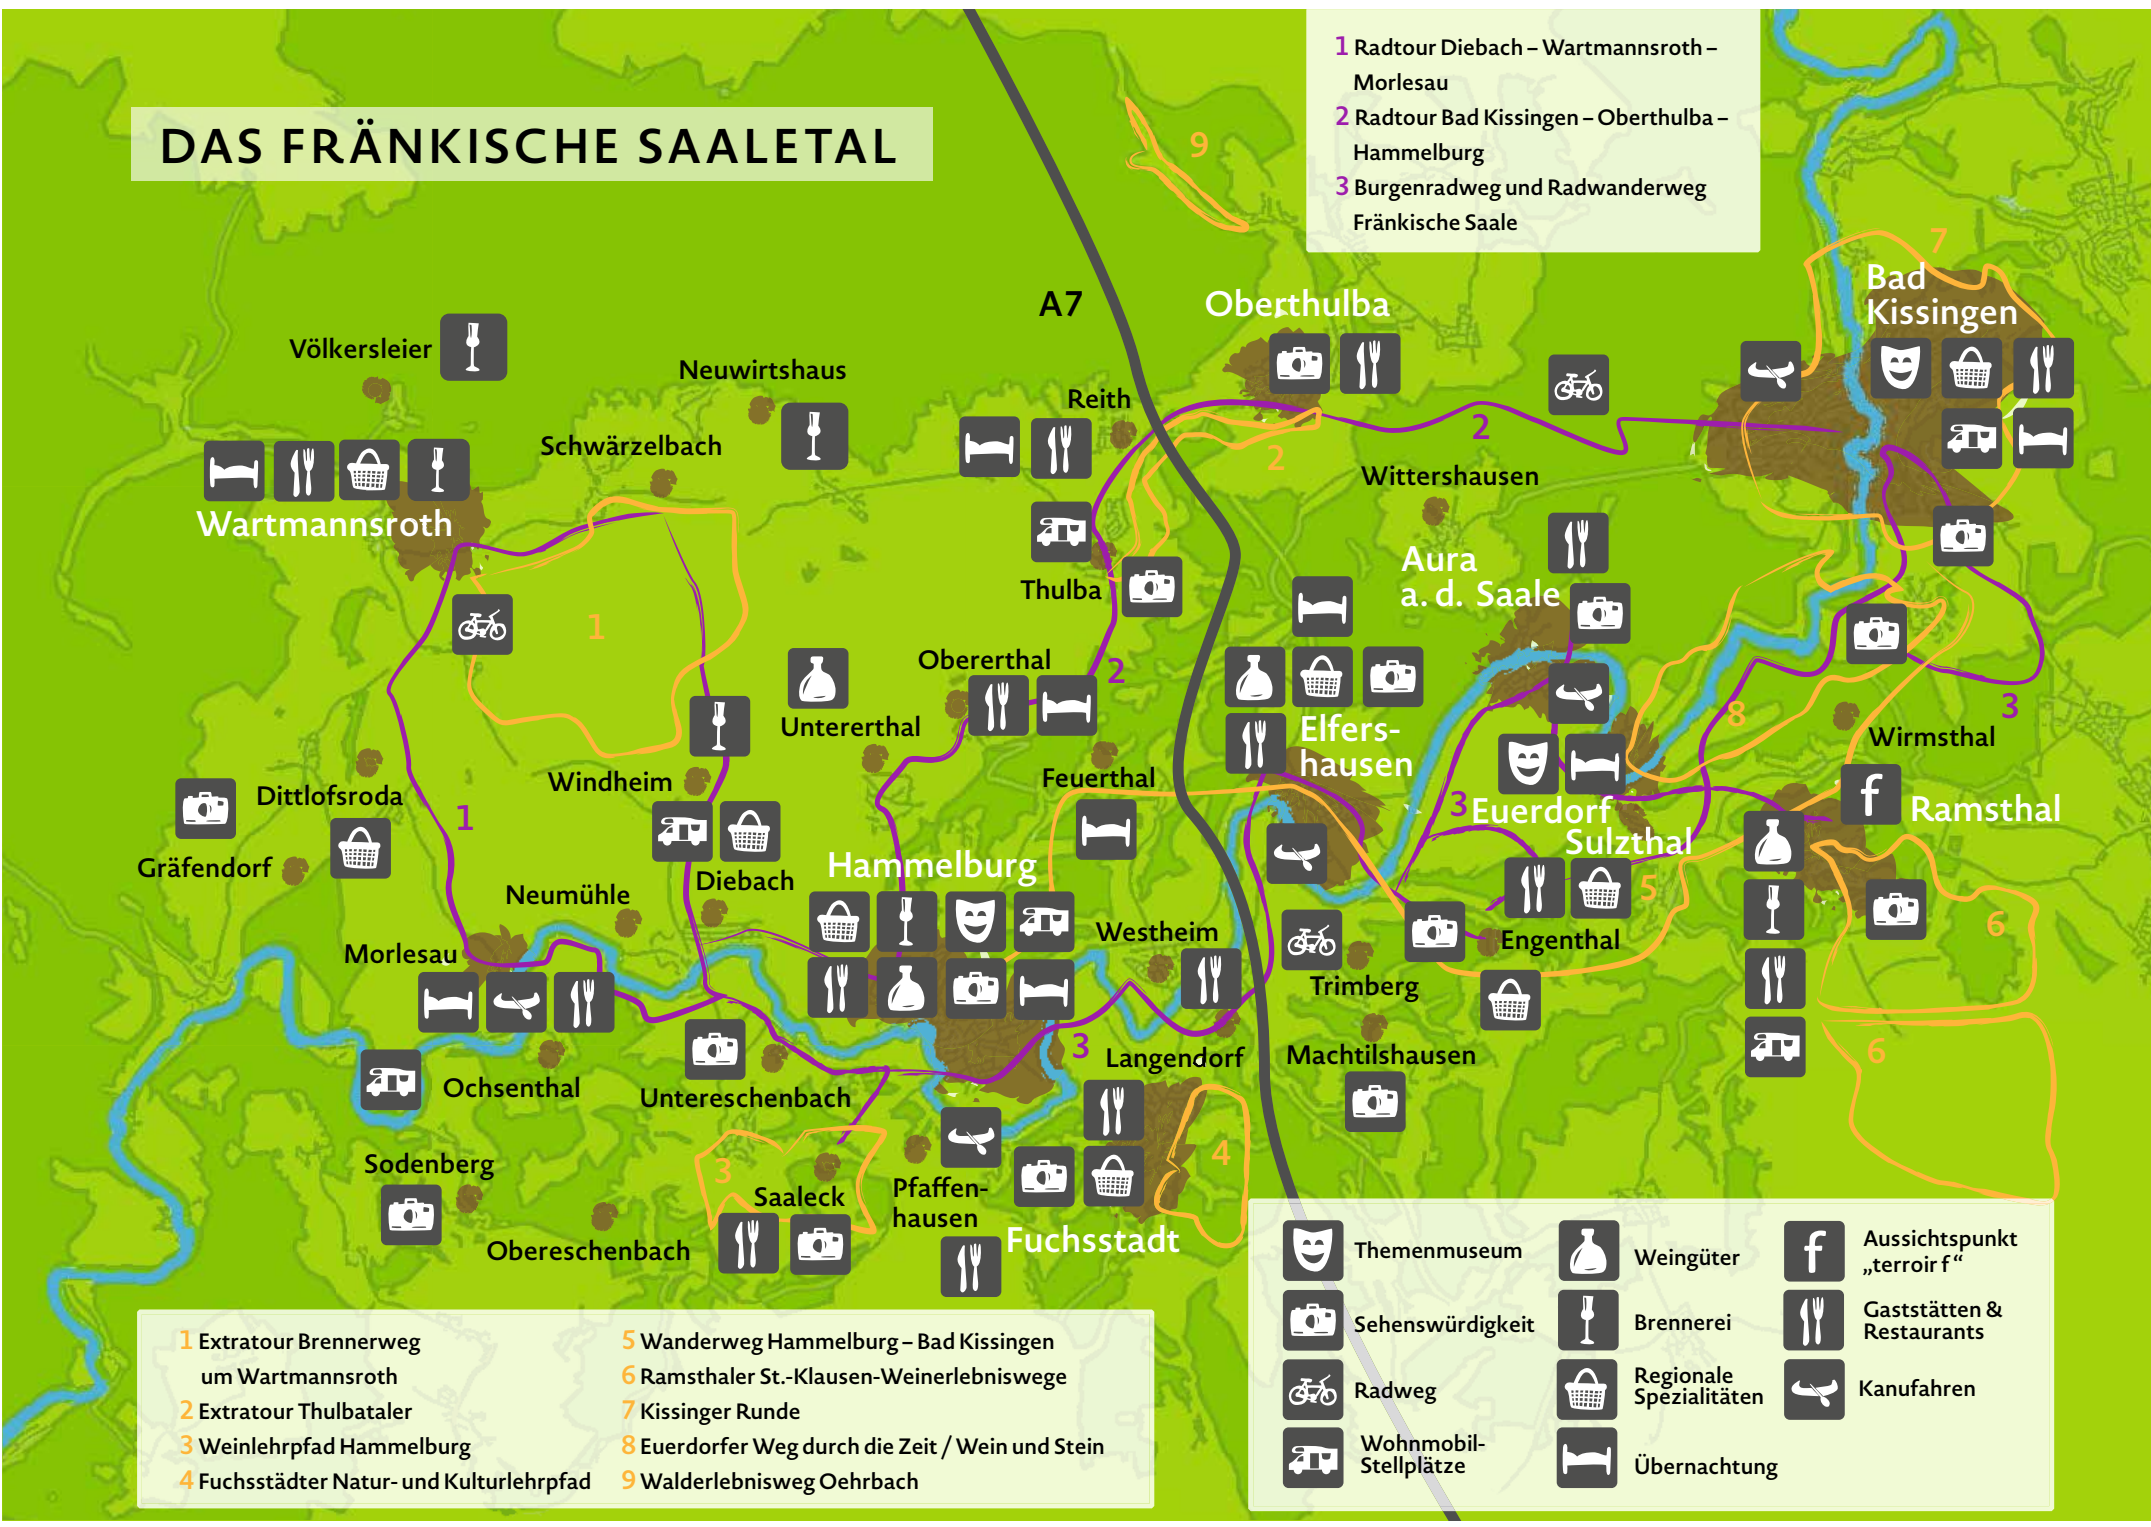 DAS FRÄNKISCHE SAALETAL
1 Radtour Diebach – Wartmannsroth –
Morlesau
2 Radtour Bad Kissingen – Oberthulba –
Hammelburg
3 Burgenradweg und Radwanderweg
Fränkische Saale
9
7
Bad
Kissingen
A7
Oberthulba
Völkersleier
Neuwirtshaus
Reith
2
2
Schwärzelbach
Wittershausen
Wartmannsroth
Aura
a. d. Saale
Thulba
1
Obererthal
2
3
8
Untererthal
Elfers-
hausen
Wirmsthal
Windheim
Feuerthal
Dittlofsroda
1
3
Euerdorf
f
Ramsthal
Sulzthal
Gräfendorf
Hammelburg
Diebach
5
Neumühle
6
Westheim
Engenthal
Morlesau
Trimberg
3
Langendorf
Machtilshausen
6
Ochsenthal
Untereschenbach
4
Sodenberg
3
Saaleck
Pfaffen-
hausen
Obereschenbach
Fuchsstadt
1 Extratour Brennerweg
um Wartmannsroth
2 Extratour Thulbataler
3 Weinlehrpfad Hammelburg
4 Fuchsstädter Natur- und Kulturlehrpfad
5 Wanderweg Hammelburg – Bad Kissingen
6 Ramsthaler St.-Klausen-Weinerlebniswege
7 Kissinger Runde
8 Euerdorfer Weg durch die Zeit / Wein und Stein
9 Walderlebnisweg Oehrbach
Themenmuseum
Sehenswürdigkeit
Radweg
Wohnmobil-
Stellplätze
Weingüter
Brennerei
Regionale
Spezialitäten
Übernachtung
f
Aussichtspunkt
„terroir f“
Gaststätten &
Restaurants
Kanufahren